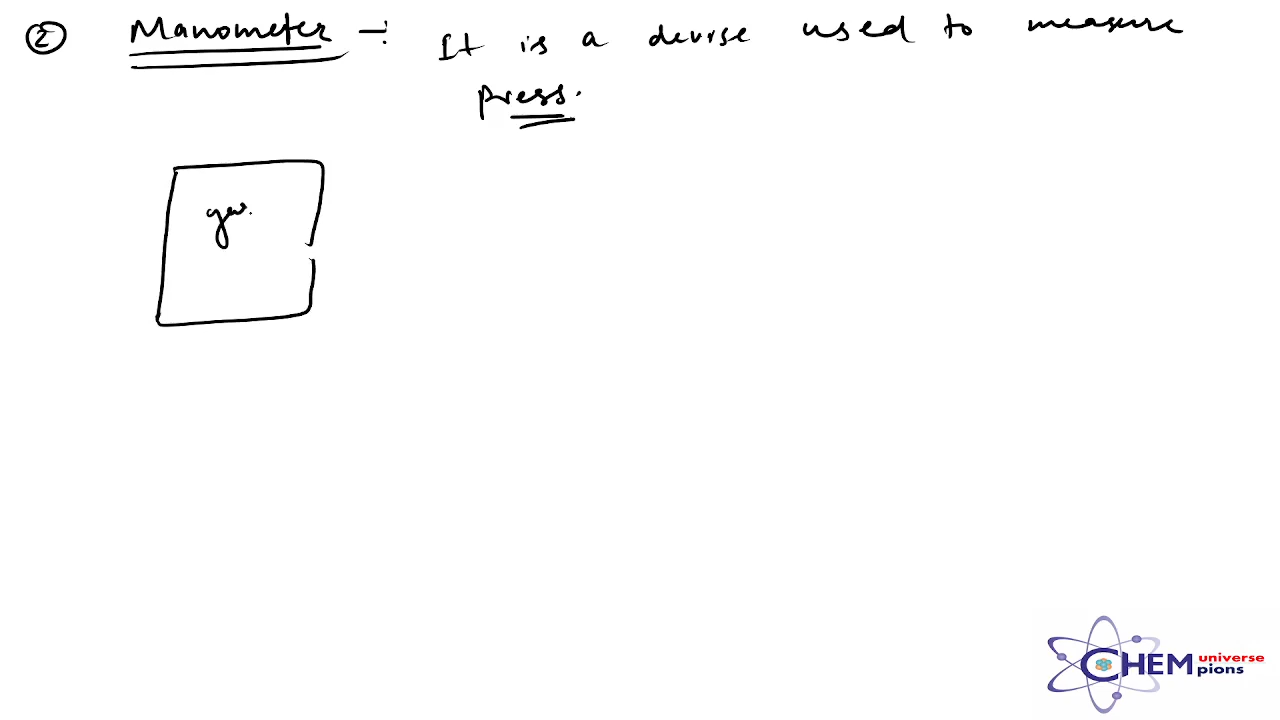 ② Manometer → It is a devise used to measure
press.
gas.
CHEM universe
pions